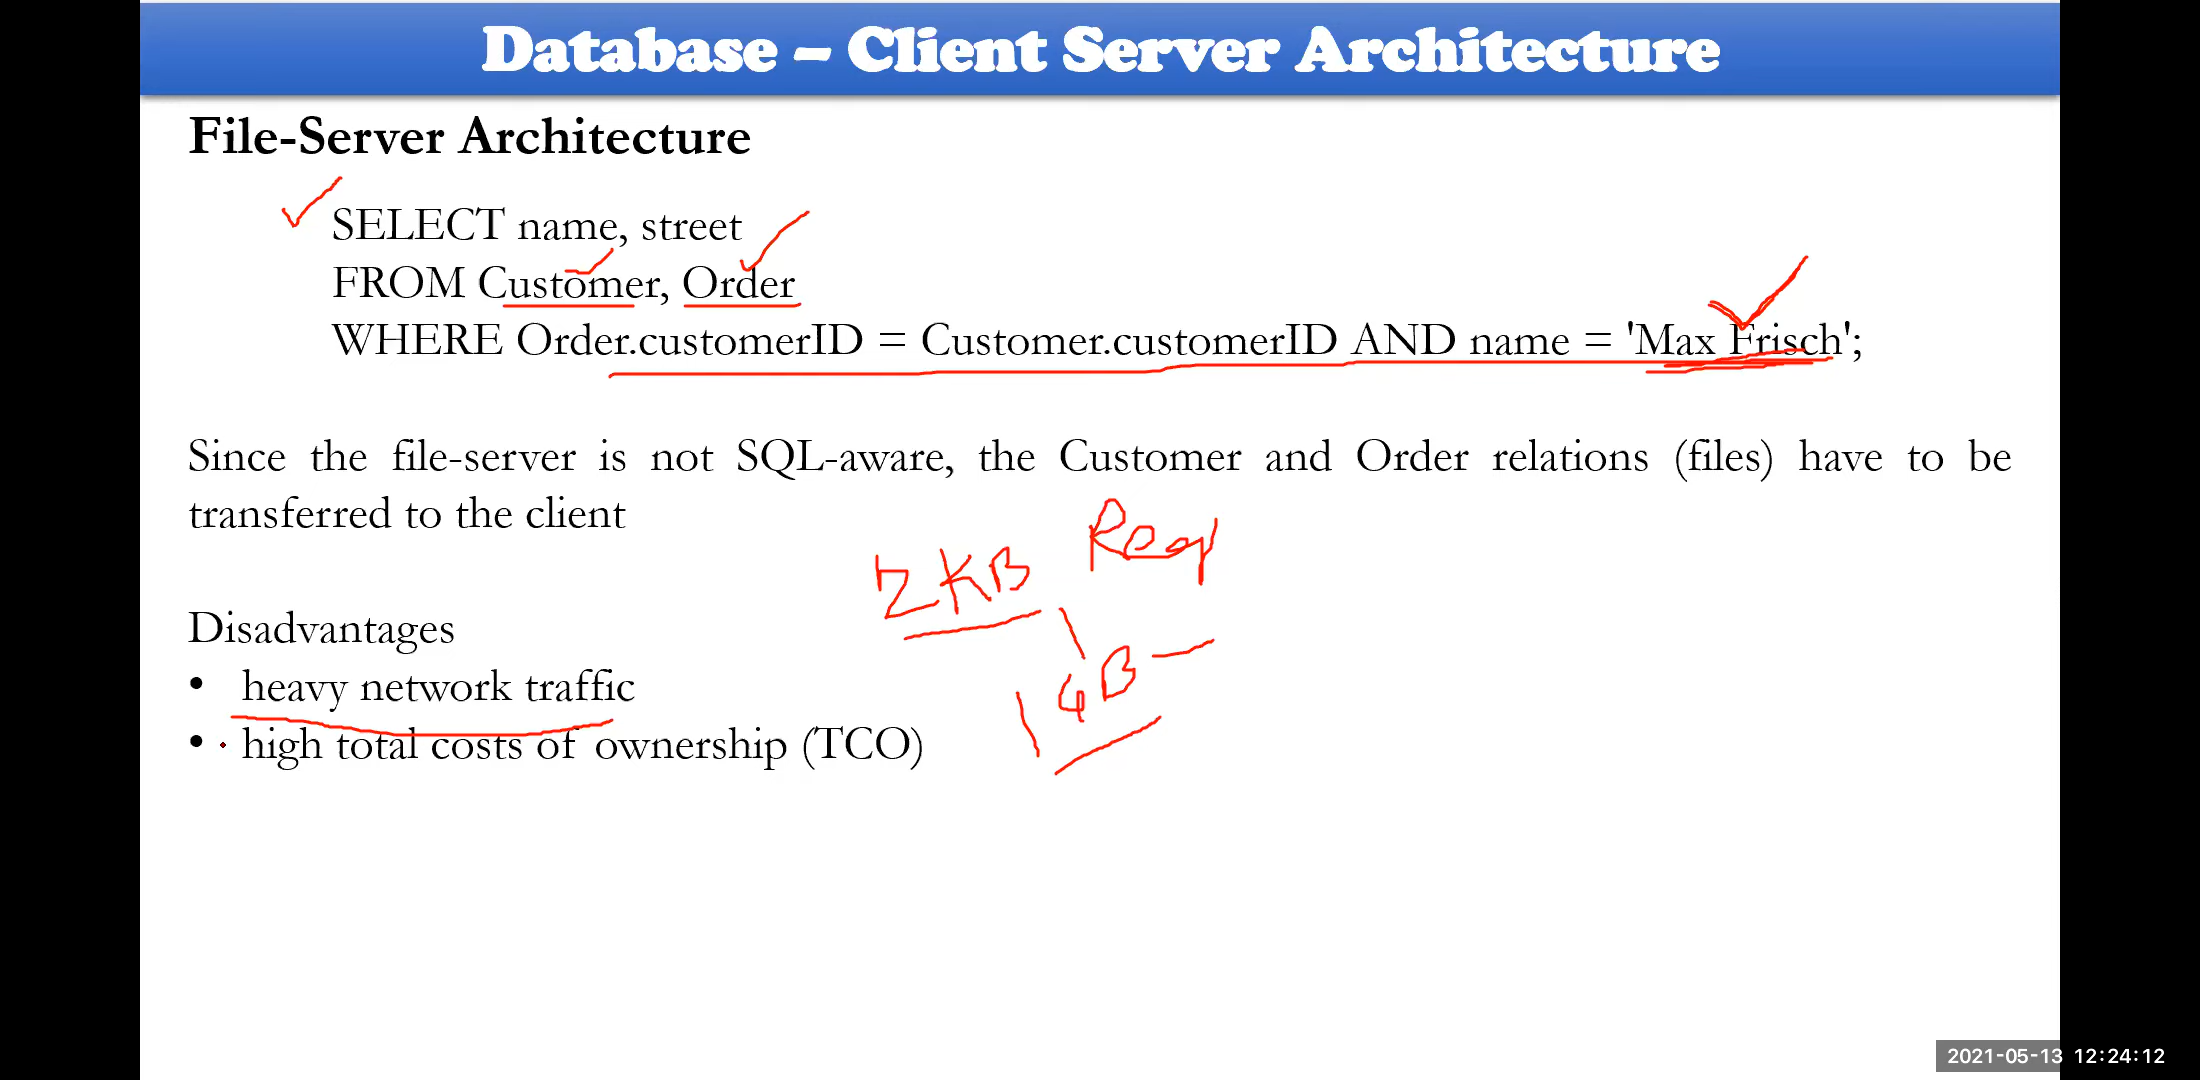 Database – Client Server Architecture
File-Server Architecture
SELECT name, street
FROM Customer, Order
WHERE Order.customerID = Customer.customerID AND name = 'Max Frisch';
Since the file-server is not SQL-aware, the Customer and Order relations (files) have to be
transferred to the client
2KB Req
1 GB
Disadvantages
• heavy network traffic
• high total costs of ownership (TCO)
2021-05-13 12:24:12